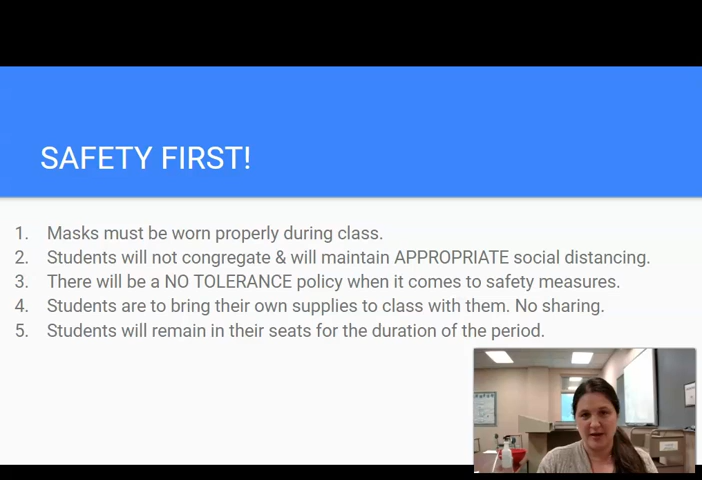 SAFETY FIRST!
1. Masks must be worn properly during class.
2. Students will not congregate & will maintain APPROPRIATE social distancing.
3. There will be a NO TOLERANCE policy when it comes to safety measures.
4. Students are to bring their own supplies to class with them. No sharing.
5. Students will remain in their seats for the duration of the period.